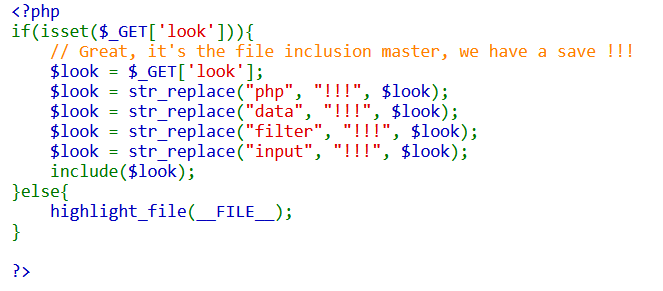 <?php
if(isset($_GET['look'])){
    // Great, it's the file inclusion master, we have a save !!!
    $look = $_GET['look'];
    $look = str_replace("php", "!!!", $look);
    $look = str_replace("data", "!!!", $look);
    $look = str_replace("filter", "!!!", $look);
    $look = str_replace("input", "!!!", $look);
    include($look);
}else{
    highlight_file(__FILE__);
}
?>